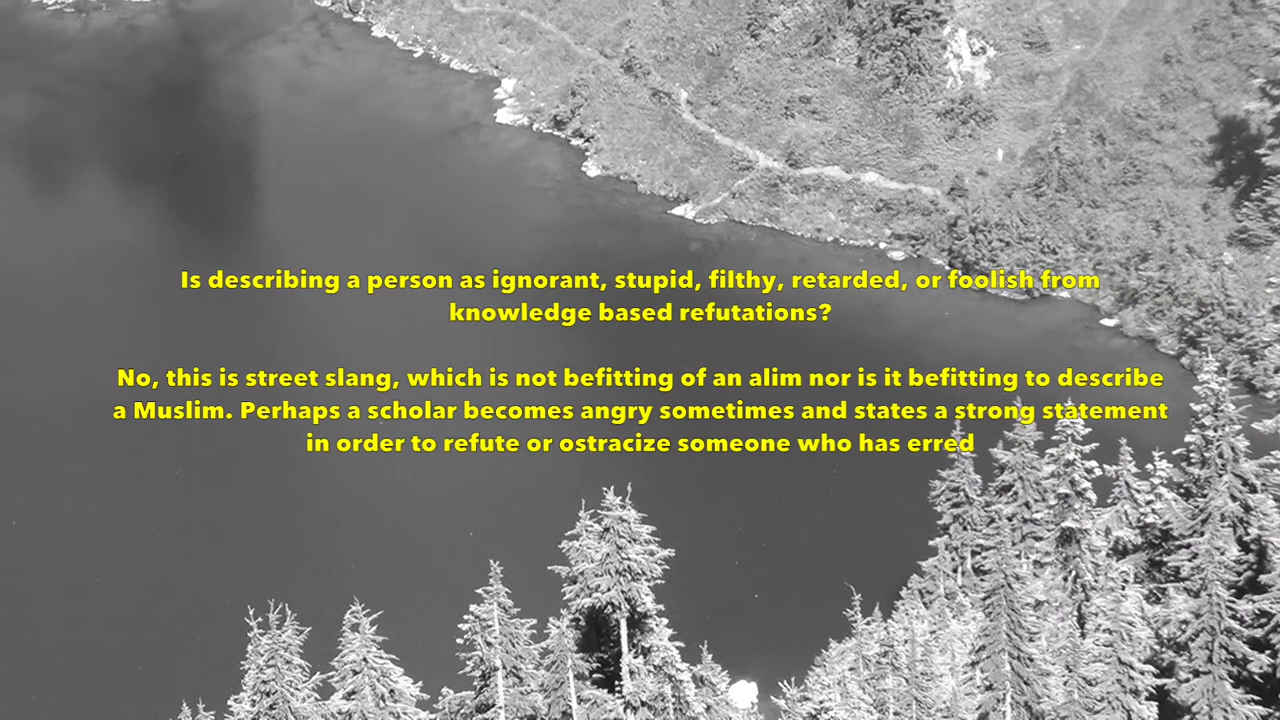 Is describing a person as ignorant, stupid, filthy, retarded, or foolish from
knowledge based refutations?
No, this is street slang, which is not befitting of an alim nor is it befitting to describe
a Muslim. Perhaps a scholar becomes angry sometimes and states a strong statement
in order to refute or ostracize someone who has erred